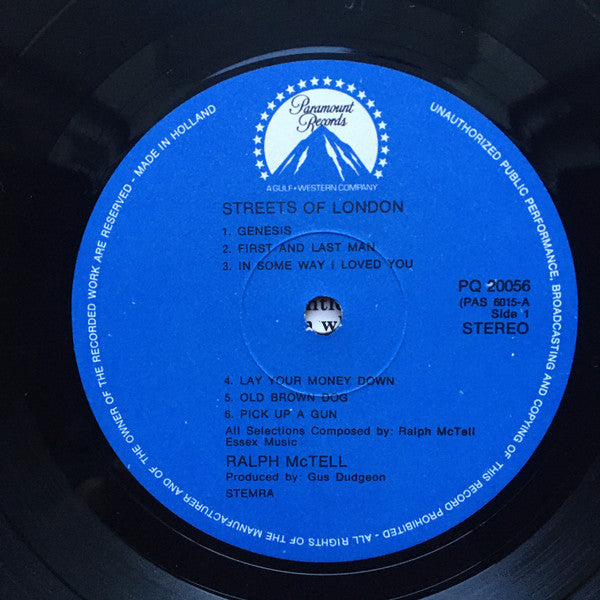 Paramount
Records
A GULF+WESTERN COMPANY
STREETS OF LONDON
1. GENESIS
2. FIRST AND LAST MAN
3. IN SOME WAY I LOVED YOU
PQ 20056
(PAS 6015-A
Side 1
STEREO
4. LAY YOUR MONEY DOWN
5. OLD BROWN DOG
6. PICK UP A GUN
All Selections Composed by: Ralph McTell
Essex Music
RALPH McTELL
Produced by: Gus Dudgeon
STEMRA
UNAUTHORIZED PUBLIC PERFORMANCE, BROADCASTING AND COPYING OF THIS RECORD PROHIBITED - ALL RIGHTS OF THE MANUFACTURER AND OF THE OWNER OF THE RECORDED WORK ARE RESERVED - MADE IN HOLLAND